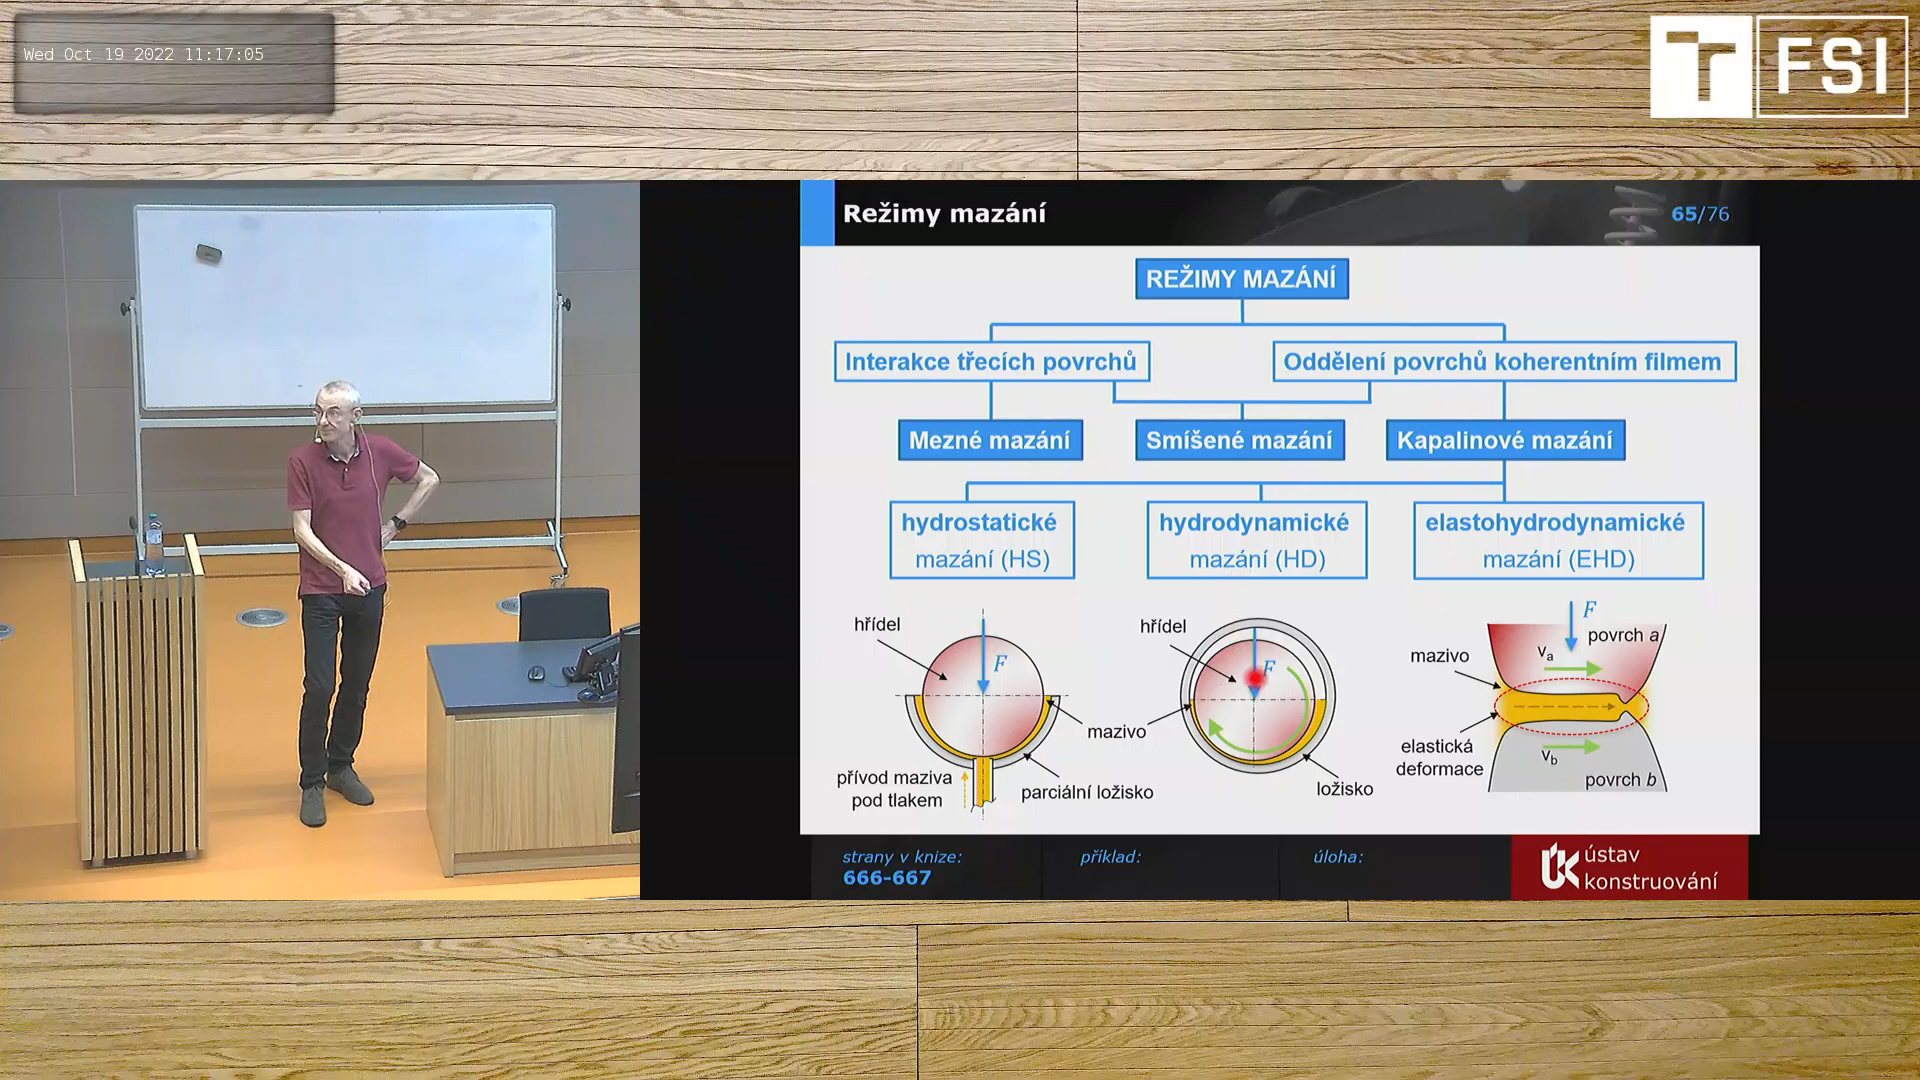 Wed Oct 19 2022 11:17:05
FSI
Režimy mazání
65/76
REŽIMY MAZÁNÍ
Interakce třecích povrchů
Oddělení povrchů koherentním filmem
Mezné mazání
Smíšené mazání
Kapalinové mazání
hydrostatické
mazání (HS)
hydrodynamické
mazání (HD)
elastohydrodynamické
mazání (EHD)
hřídel
F
mazivo
přívod maziva
pod tlakem
parciální ložisko
hřídel
F
ložisko
F
povrch a
va
mazivo
elastická
deformace
vb
povrch b
strany v knize:
666-667
příklad:
úloha:
ústav
konstruování